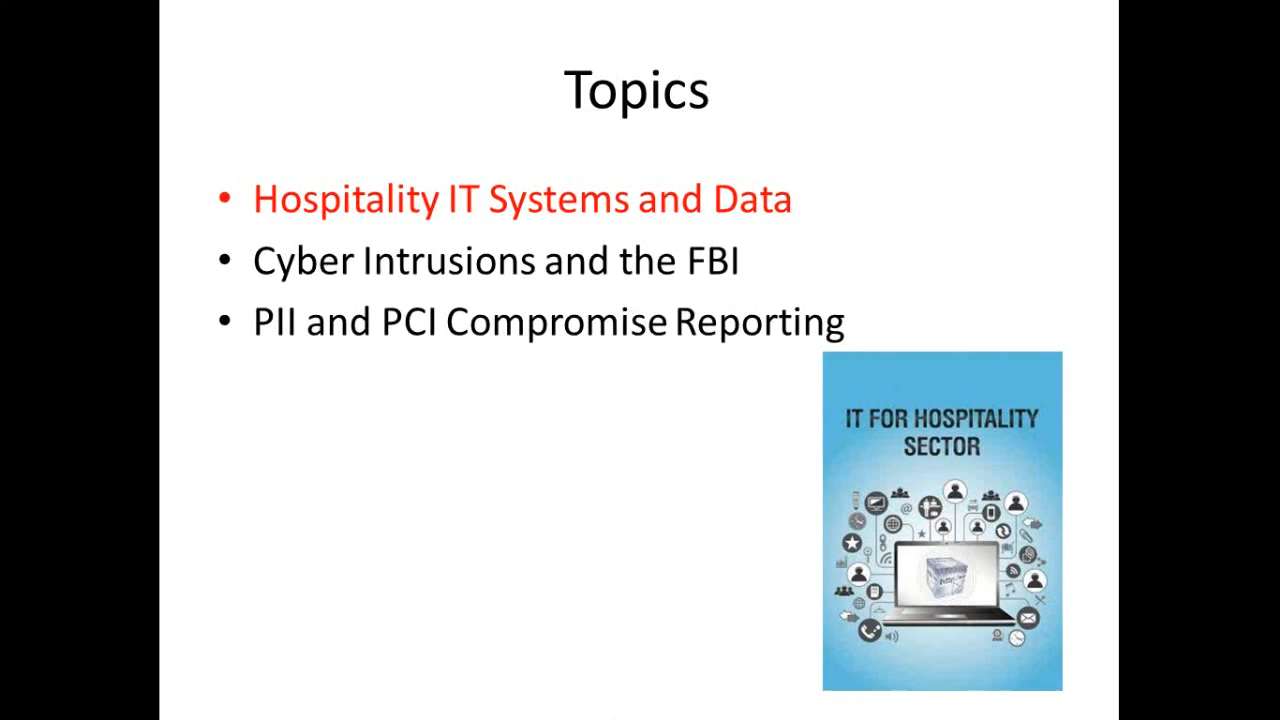 Topics
• Hospitality IT Systems and Data
• Cyber Intrusions and the FBI
• PII and PCI Compromise Reporting
IT FOR HOSPITALITY
SECTOR